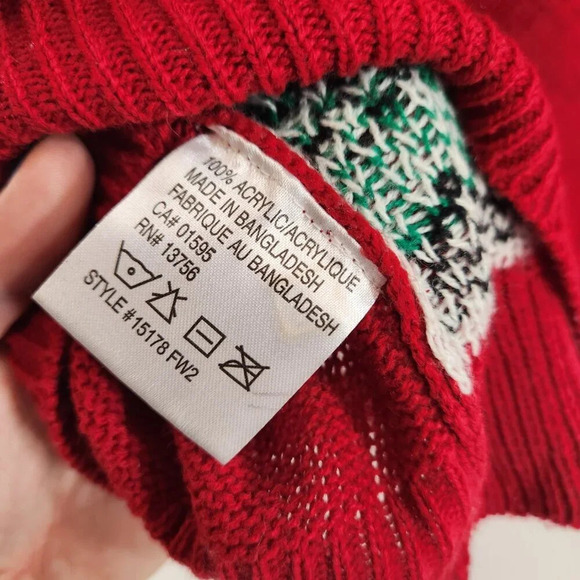 100% ACRYLIC/ACRYLIQUE
MADE IN BANGLADESH
FABRIQUE AU BANGLADESH
CA# 01595
RN# 13756
STYLE #15178 FW2